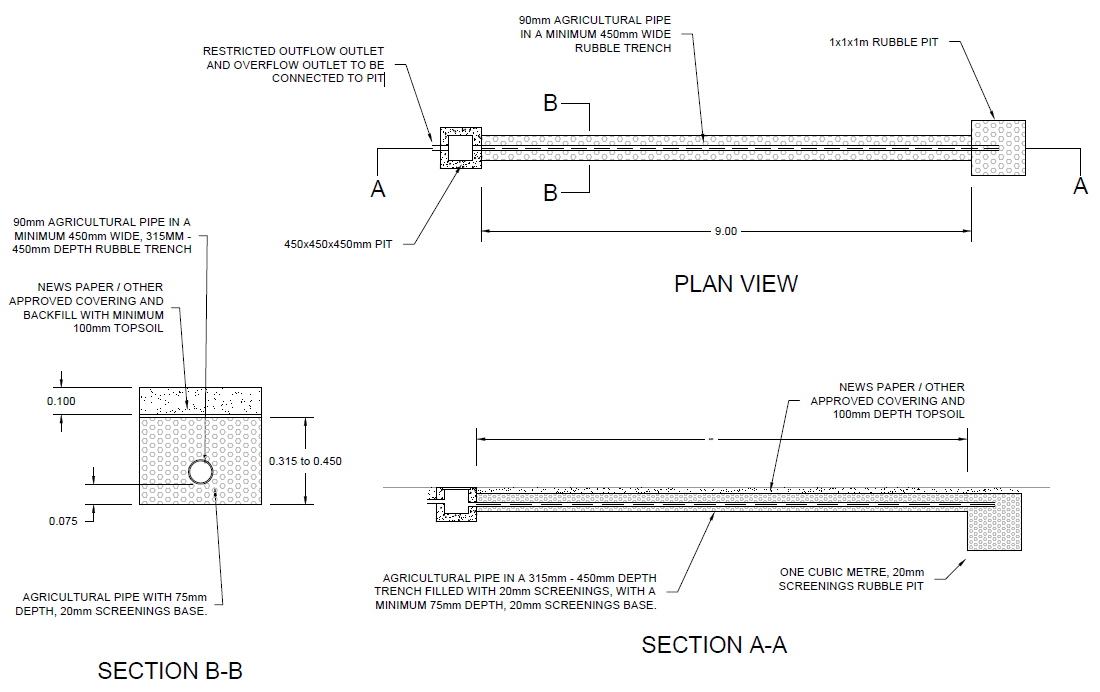 90mm AGRICULTURAL PIPE
IN A MINIMUM 450mm WIDE
RUBBLE TRENCH
1x1x1m RUBBLE PIT
RESTRICTED OUTFLOW OUTLET
AND OVERFLOW OUTLET TO BE
CONNECTED TO PIT
B
B
A
A
450x450x450mm PIT
9.00
PLAN VIEW
90mm AGRICULTURAL PIPE IN A
MINIMUM 450mm WIDE, 315MM -
450mm DEPTH RUBBLE TRENCH
NEWS PAPER / OTHER
APPROVED COVERING AND
BACKFILL WITH MINIMUM
100mm TOPSOIL
0.100
0.315 to 0.450
0.075
AGRICULTURAL PIPE WITH 75mm
DEPTH, 20mm SCREENINGS BASE.
SECTION B-B
NEWS PAPER / OTHER
APPROVED COVERING AND
100mm DEPTH TOPSOIL
AGRICULTURAL PIPE IN A 315mm - 450mm DEPTH
TRENCH FILLED WITH 20mm SCREENINGS, WITH A
MINIMUM 75mm DEPTH, 20mm SCREENINGS BASE.
ONE CUBIC METRE, 20mm
SCREENINGS RUBBLE PIT
SECTION A-A